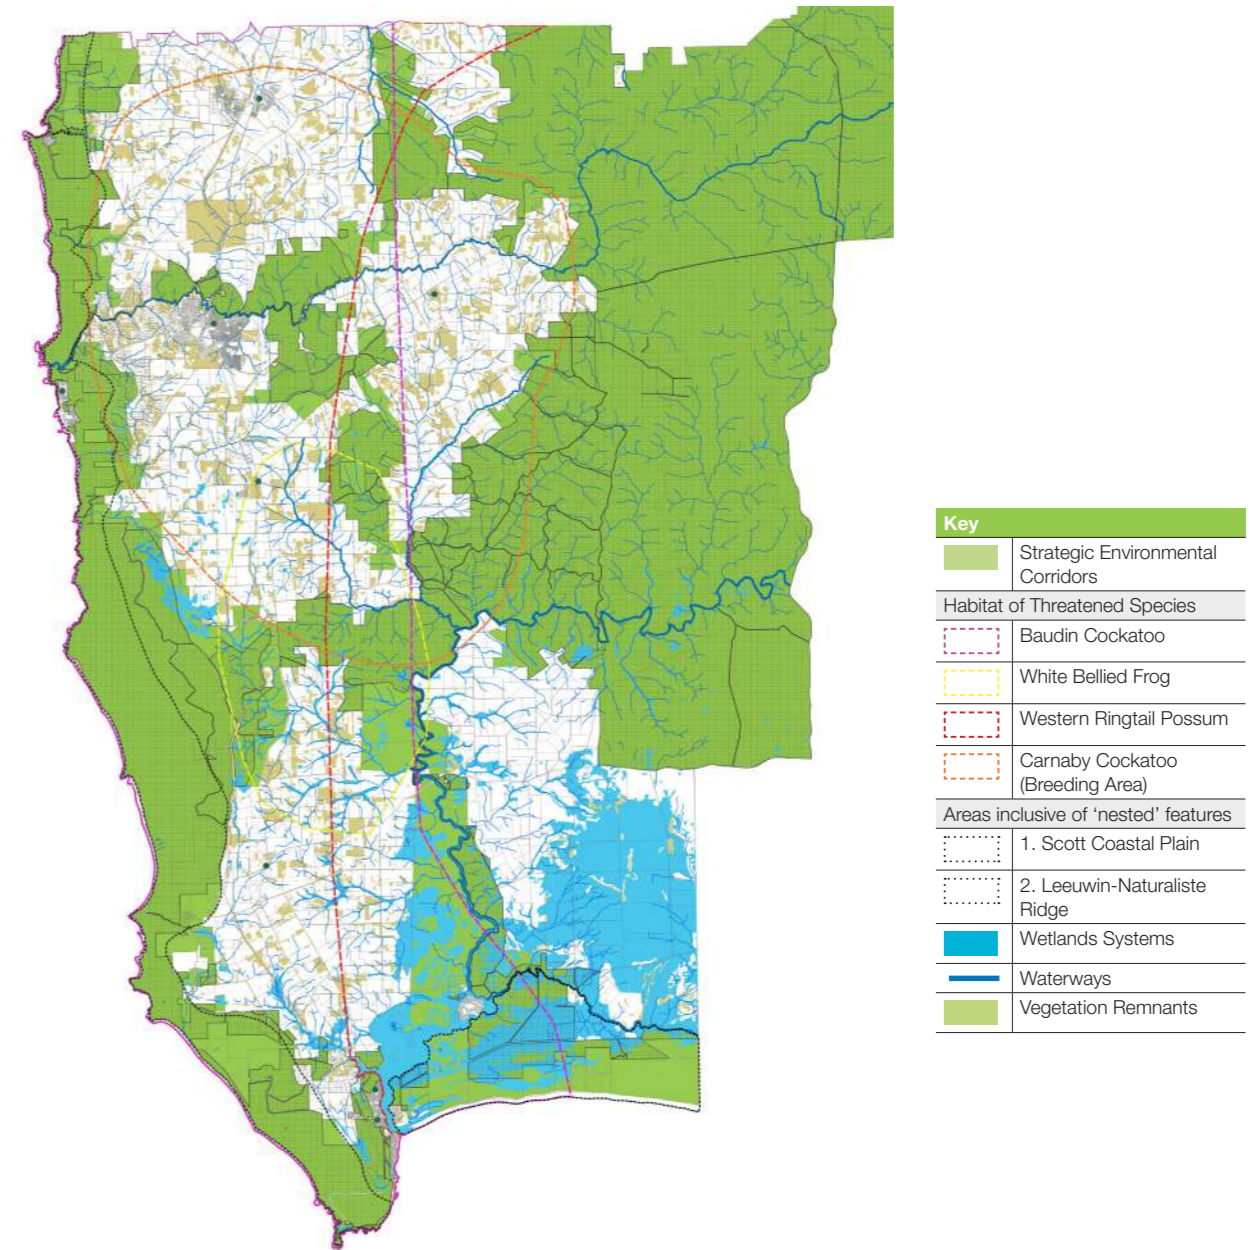 Key
Strategic Environmental
Corridors
Habitat of Threatened Species
Baudin Cockatoo
White Bellied Frog
Western Ringtail Possum
Carnaby Cockatoo
(Breeding Area)
Areas inclusive of ‘nested’ features
1. Scott Coastal Plain
2. Leeuwin-Naturaliste
Ridge
Wetlands Systems
Waterways
Vegetation Remnants